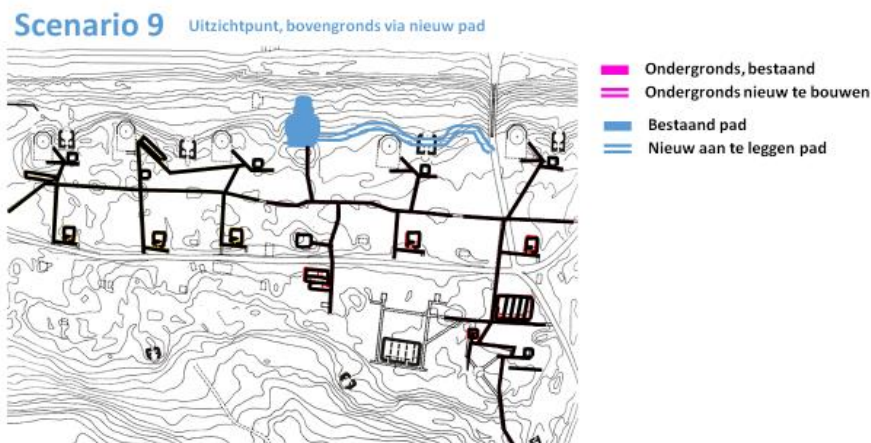 Scenario 9 Uitzichtpunt, bovengronds via nieuw pad
Ondergronds, bestaand
Ondergronds nieuw te bouwen
Bestaand pad
Nieuw aan te leggen pad